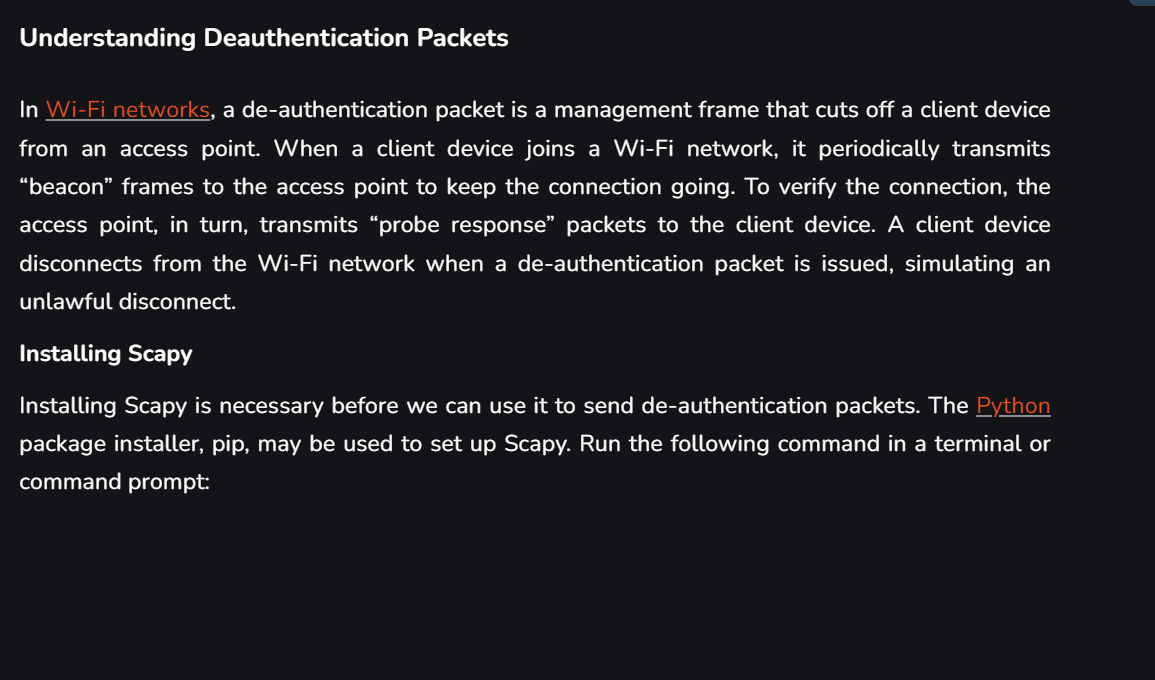 Understanding Deauthentication Packets
In Wi-Fi networks, a de-authentication packet is a management frame that cuts off a client device
from an access point. When a client device joins a Wi-Fi network, it periodically transmits
“beacon” frames to the access point to keep the connection going. To verify the connection, the
access point, in turn, transmits “probe response” packets to the client device. A client device
disconnects from the Wi-Fi network when a de-authentication packet is issued, simulating an
unlawful disconnect.
Installing Scapy
Installing Scapy is necessary before we can use it to send de-authentication packets. The Python
package installer, pip, may be used to set up Scapy. Run the following command in a terminal or
command prompt: